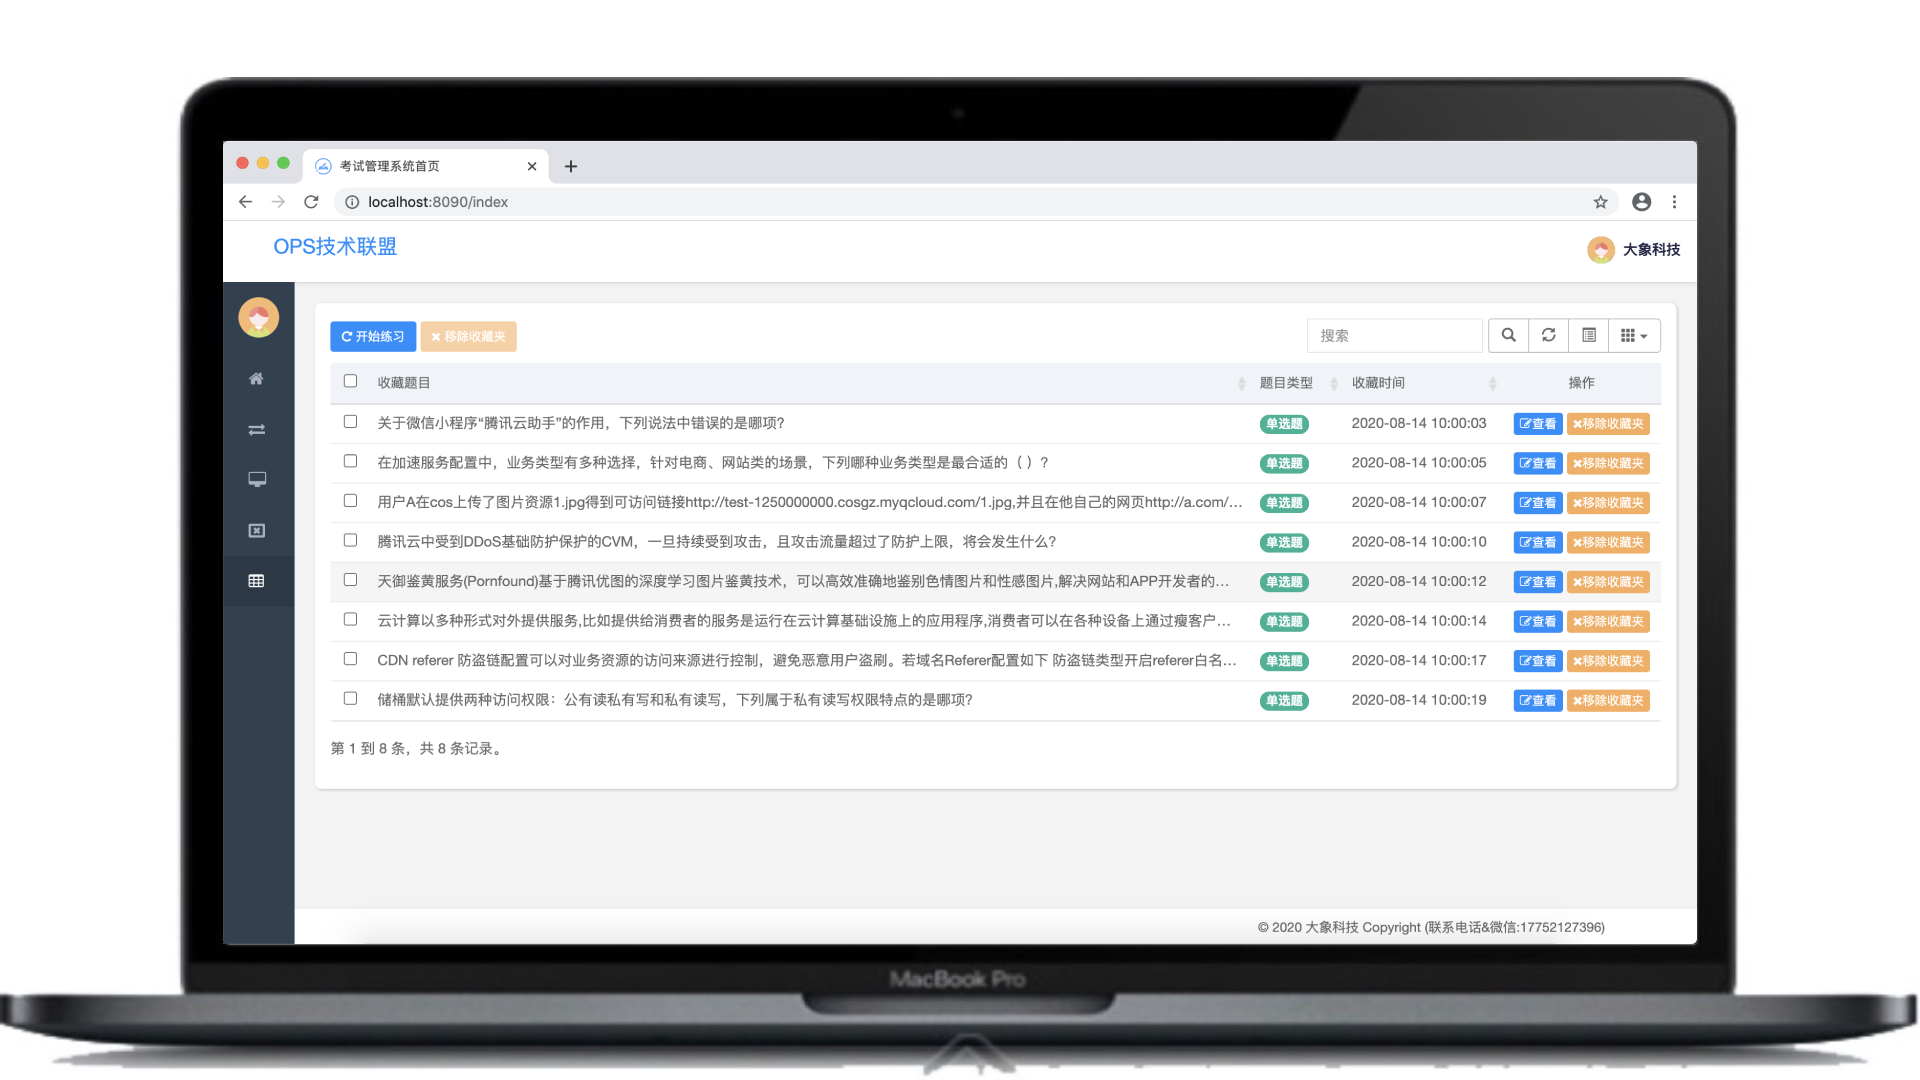 考试管理系统首页
localhost:8090/index
OPS技术联盟
大象科技
开始练习 移除收藏夹 搜索
收藏题目 题目类型 收藏时间 操作
关于微信小程序“腾讯云助手”的作用，下列说法中错误的是哪项? 单选题 2020-08-14 10:00:03 查看 移除收藏夹
在加速服务配置中，业务类型有多种选择，针对电商、网站类的场景，下列哪种业务类型是最合适的（ ）? 单选题 2020-08-14 10:00:05 查看 移除收藏夹
用户A在cos上传了图片资源1.jpg得到可访问链接http://test-1250000000.cosgz.myqcloud.com/1.jpg,并且在他自己的网页http://a.com/... 单选题 2020-08-14 10:00:07 查看 移除收藏夹
腾讯云中受到DDoS基础防护保护的CVM，一旦持续受到攻击，且攻击流量超过了防护上限，将会发生什么? 单选题 2020-08-14 10:00:10 查看 移除收藏夹
天御鉴黄服务(Pornfound)基于腾讯优图的深度学习图片鉴黄技术，可以高效准确地鉴别色情图片和性感图片,解决网站和APP开发者的... 单选题 2020-08-14 10:00:12 查看 移除收藏夹
云计算以多种形式对外提供服务,比如提供给消费者的服务是运行在云计算基础设施上的应用程序,消费者可以在各种设备上通过瘦客户... 单选题 2020-08-14 10:00:14 查看 移除收藏夹
CDN referer 防盗链配置可以对业务资源的访问来源进行控制，避免恶意用户盗刷。若域名Referer配置如下 防盗链类型开启referer白名... 单选题 2020-08-14 10:00:17 查看 移除收藏夹
储桶默认提供两种访问权限：公有读私有写和私有读写，下列属于私有读写权限特点的是哪项? 单选题 2020-08-14 10:00:19 查看 移除收藏夹
第 1 到 8 条，共 8 条记录。
© 2020 大象科技 Copyright (联系电话&微信:17752127396)
MacBook Pro